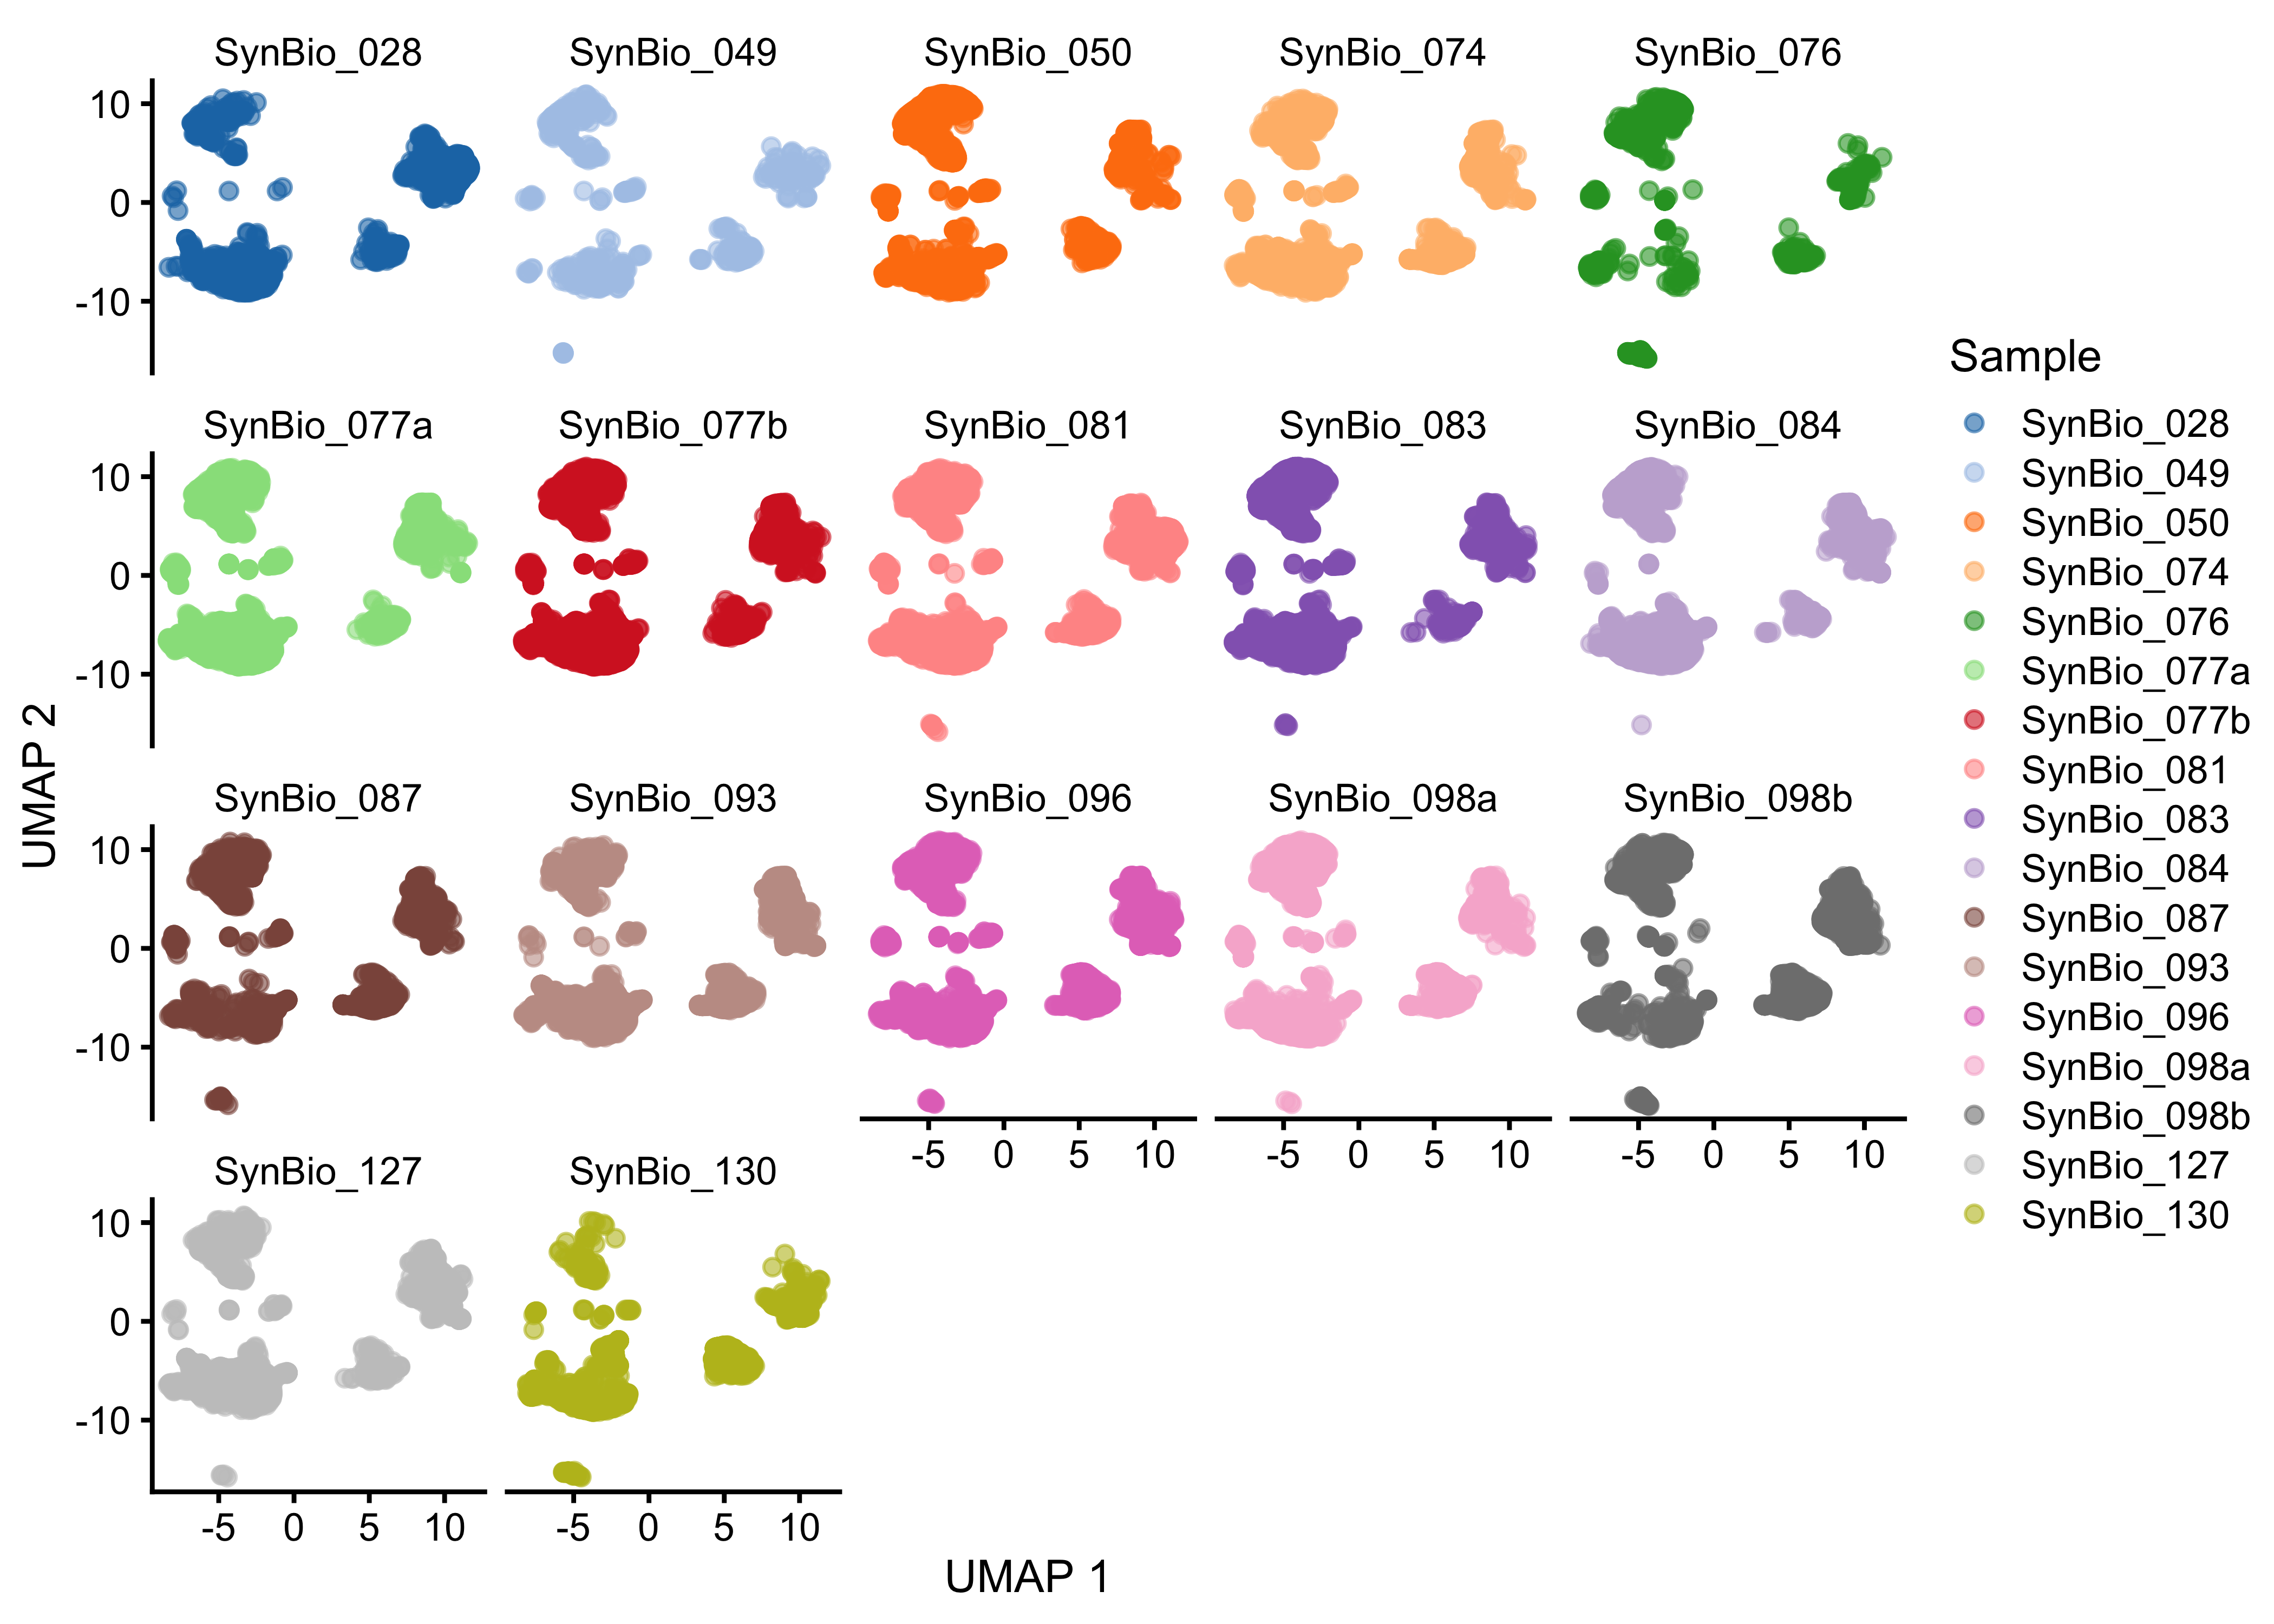 SynBio_028 SynBio_049 SynBio_050 SynBio_074 SynBio_076
10
0
-10
SynBio_077a SynBio_077b SynBio_081 SynBio_083 SynBio_084
10
0
-10
SynBio_087 SynBio_093 SynBio_096 SynBio_098a SynBio_098b
10
0
-10
-5 0 5 10 -5 0 5 10 -5 0 5 10
SynBio_127 SynBio_130
10
0
-10
-5 0 5 10 -5 0 5 10
UMAP 1
UMAP 2
Sample
SynBio_028
SynBio_049
SynBio_050
SynBio_074
SynBio_076
SynBio_077a
SynBio_077b
SynBio_081
SynBio_083
SynBio_084
SynBio_087
SynBio_093
SynBio_096
SynBio_098a
SynBio_098b
SynBio_127
SynBio_130